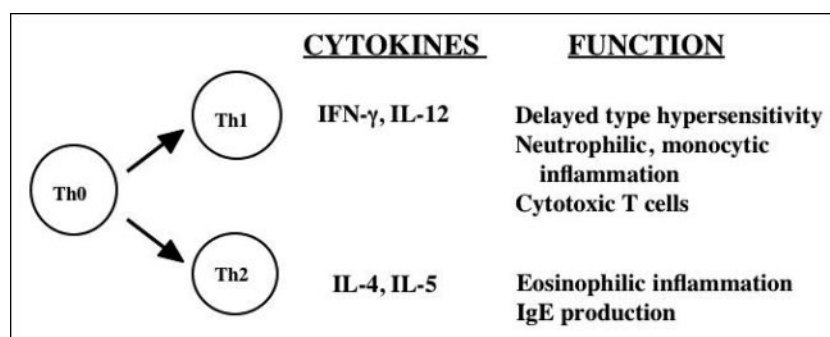 CYTOKINES FUNCTION
Th1 IFN-γ, IL-12 Delayed type hypersensitivity
Neutrophilic, monocytic
inflammation
Cytotoxic T cells
Th0
Th2 IL-4, IL-5 Eosinophilic inflammation
IgE production